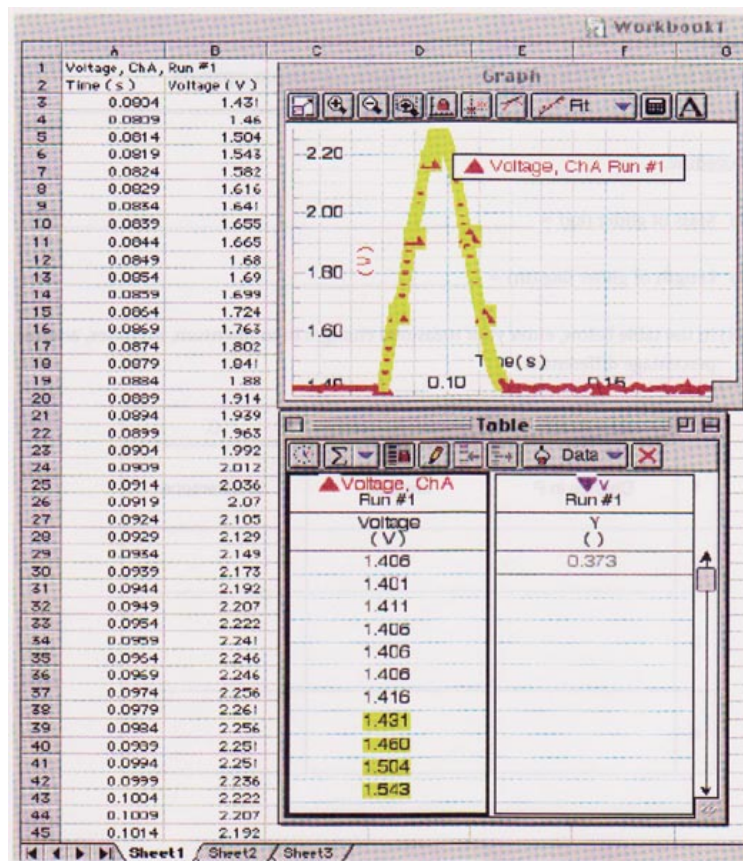 Workbook1
A B C D E F G
1 Voltage, ChA, Run #1
2 Time (s) Voltage (V)
3 0.0804 1.431
4 0.0809 1.46
5 0.0814 1.504
6 0.0819 1.543
7 0.0824 1.582
8 0.0829 1.616
9 0.0834 1.641
10 0.0839 1.655
11 0.0844 1.665
12 0.0849 1.68
13 0.0854 1.69
14 0.0859 1.699
15 0.0864 1.724
16 0.0869 1.763
17 0.0874 1.802
18 0.0879 1.841
19 0.0884 1.88
20 0.0889 1.914
21 0.0894 1.939
22 0.0899 1.963
23 0.0904 1.992
24 0.0909 2.012
25 0.0914 2.036
26 0.0919 2.07
27 0.0924 2.105
28 0.0929 2.129
29 0.0934 2.149
30 0.0939 2.173
31 0.0944 2.192
32 0.0949 2.207
33 0.0954 2.222
34 0.0959 2.241
35 0.0964 2.246
36 0.0969 2.246
37 0.0974 2.256
38 0.0979 2.261
39 0.0984 2.256
40 0.0989 2.251
41 0.0994 2.251
42 0.0999 2.236
43 0.1004 2.222
44 0.1009 2.207
45 0.1014 2.192
Sheet1 Sheet2 Sheet3
Graph
Σ Fit A
2.20
Voltage, ChA Run #1
2.00
(V)
1.80
1.60
Time(s)
1.40 0.10 0.15
Table
Σ Data
Voltage, ChA
Run #1
v
Run #1
Voltage
(V)
Y
()
1.406 0.373
1.401
1.411
1.406
1.406
1.406
1.416
1.431
1.460
1.504
1.543